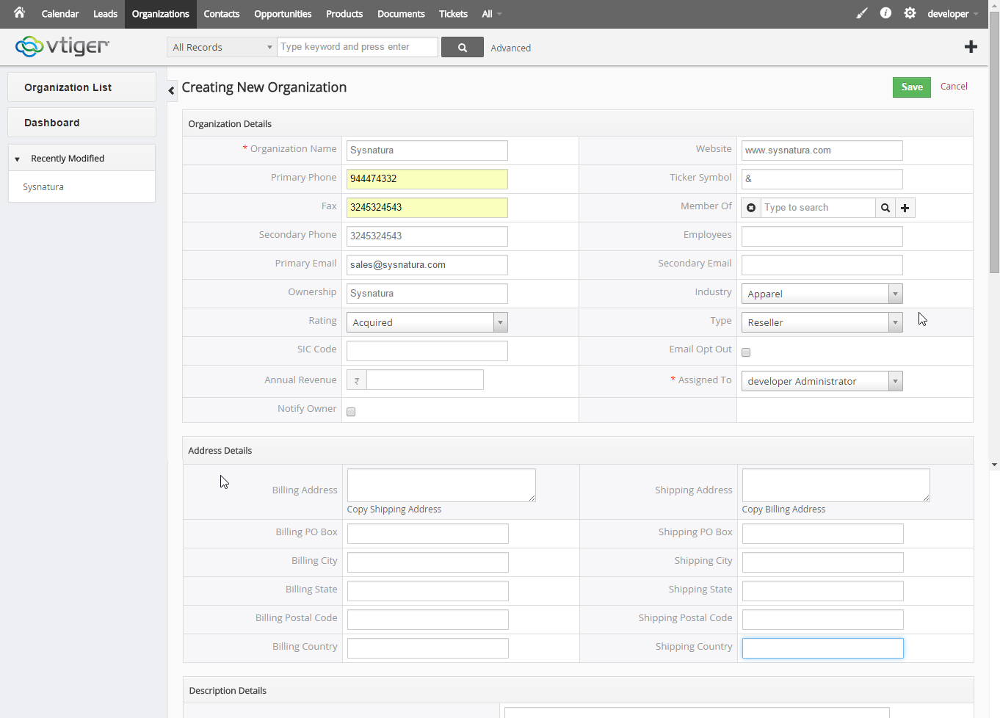 Calendar Leads Organizations Contacts Opportunities Products Documents Tickets All developer
vtiger All Records Type keyword and press enter Advanced
Organization List
Dashboard
Recently Modified
Sysnatura
Creating New Organization Save Cancel
Organization Details
* Organization Name Sysnatura Website www.sysnatura.com
Primary Phone 944474332 Ticker Symbol &
Fax 3245324543 Member Of Type to search
Secondary Phone 3245324543 Employees
Primary Email sales@sysnatura.com Secondary Email
Ownership Sysnatura Industry Apparel
Rating Acquired Type Reseller
SIC Code Email Opt Out
Annual Revenue ₹ * Assigned To developer Administrator
Notify Owner
Address Details
Billing Address Shipping Address
Copy Shipping Address Copy Billing Address
Billing PO Box Shipping PO Box
Billing City Shipping City
Billing State Shipping State
Billing Postal Code Shipping Postal Code
Billing Country Shipping Country
Description Details